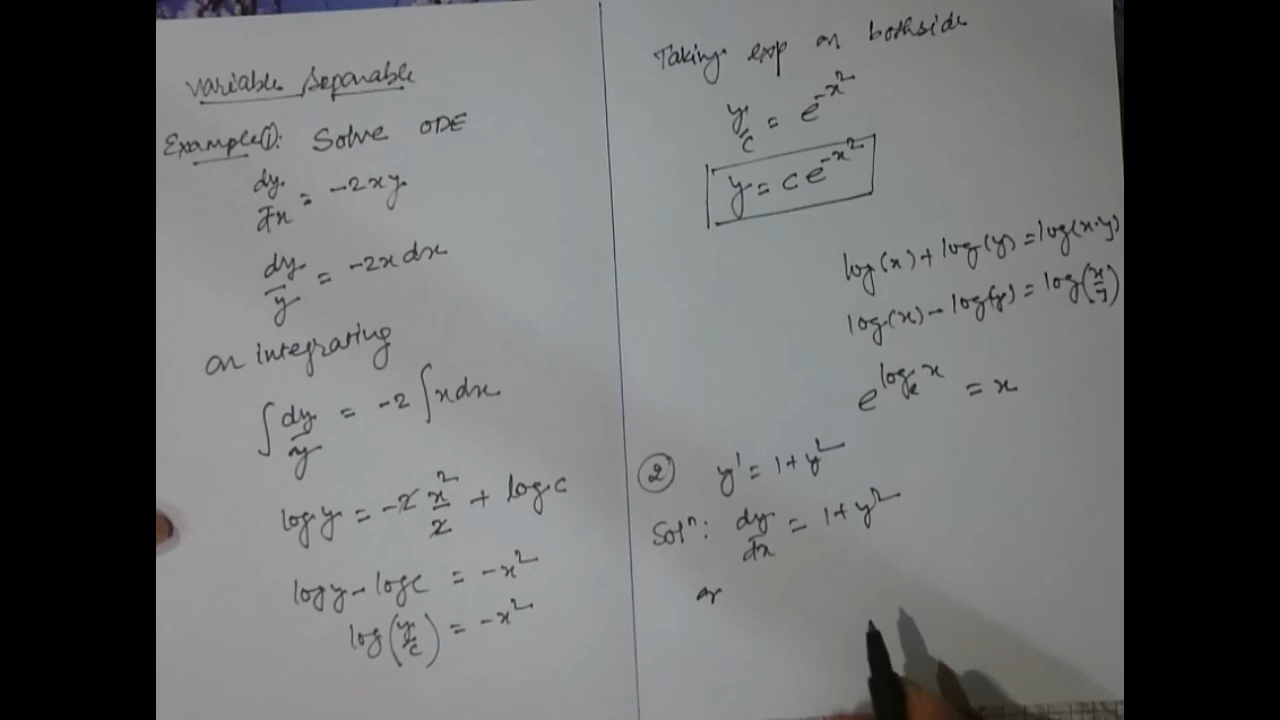 Variable Separable
Example①: Solve ODE
dy/dx = -2xy
dy/y = -2x dx
on integrating
∫ dy/y = -2 ∫ x dx
log y = -2 x²/2 + log c
log y - log c = -x²
log(y/c) = -x²
Taking exp on bothside
y/c = e^{-x²}
y = c e^{-x²}
log(x) + log(y) = log(x·y)
log(x) - log(y) = log(x/y)
e^{log_e x} = x
② y' = 1 + y²
Solⁿ: dy/dx = 1 + y²
or